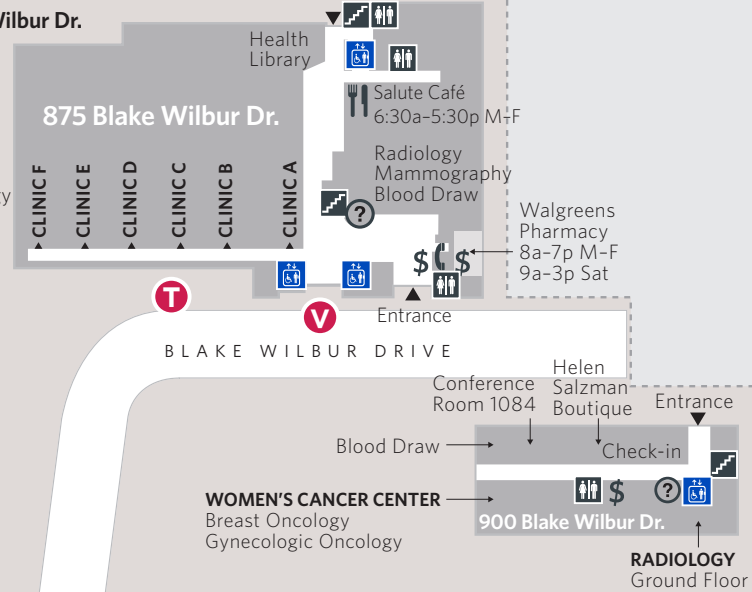 Wilbur Dr.
Health
Library
Salute Café
6:30a–5:30p M–F
875 Blake Wilbur Dr.
Radiology
Mammography
Blood Draw
CLINIC F
CLINIC E
CLINIC D
CLINIC C
CLINIC B
CLINIC A
?
Walgreens
Pharmacy
8a–7p M–F
9a–3p Sat
$
$
T
V
Entrance
BLAKE WILBUR DRIVE
Conference
Room 1084
Helen
Salzman
Boutique
Entrance
Blood Draw
Check-in
WOMEN'S CANCER CENTER
Breast Oncology
Gynecologic Oncology
$
?
900 Blake Wilbur Dr.
RADIOLOGY
Ground Floor